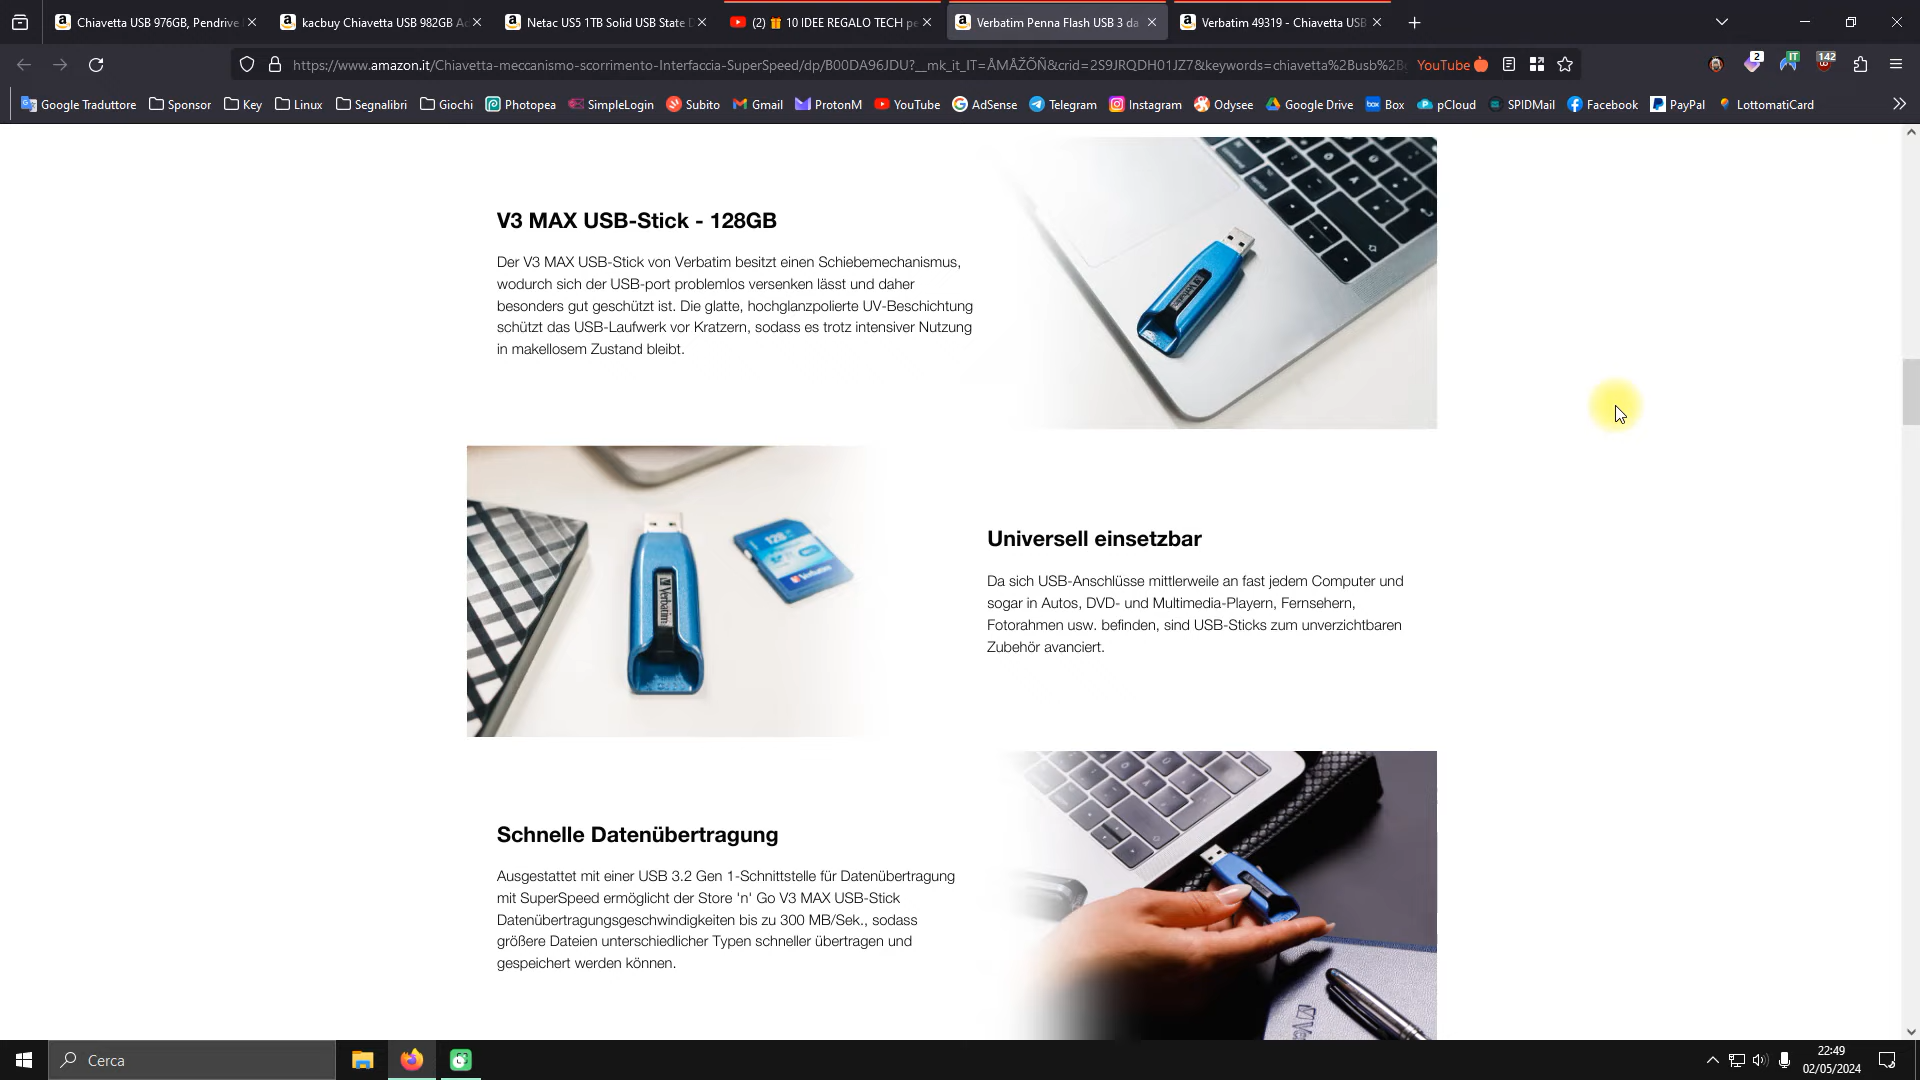 Chiavetta USB 976GB, Pendrive
kacbuy Chiavetta USB 982GB Ad
Netac US5 1TB Solid USB State D
(2) 🎁 10 IDEE REGALO TECH pe
Verbatim Penna Flash USB 3 da
Verbatim 49319 - Chiavetta USB
https://www.amazon.it/Chiavetta-meccanismo-scorrimento-Interfaccia-SuperSpeed/dp/B00DA96JDU?__mk_it_IT=ÅMÅŽÕÑ&crid=2S9JRQDH01JZ7&keywords=chiavetta%2Busb%2B
YouTube
2
IT
142
Google Traduttore
Sponsor
Key
Linux
Segnalibri
Giochi
Photopea
SimpleLogin
Subito
Gmail
ProtonM
YouTube
AdSense
Telegram
Instagram
Odysee
Google Drive
box
Box
pCloud
SPIDMail
Facebook
PayPal
LottomatiCard
V3 MAX USB-Stick - 128GB
Der V3 MAX USB-Stick von Verbatim besitzt einen Schiebemechanismus,
wodurch sich der USB-port problemlos versenken lässt und daher
besonders gut geschützt ist. Die glatte, hochglanzpolierte UV-Beschichtung
schützt das USB-Laufwerk vor Kratzern, sodass es trotz intensiver Nutzung
in makellosem Zustand bleibt.
Verbatim
Verbatim
128
Verbatim
Universell einsetzbar
Da sich USB-Anschlüsse mittlerweile an fast jedem Computer und
sogar in Autos, DVD- und Multimedia-Playern, Fernsehern,
Fotorahmen usw. befinden, sind USB-Sticks zum unverzichtbaren
Zubehör avanciert.
Schnelle Datenübertragung
Ausgestattet mit einer USB 3.2 Gen 1-Schnittstelle für Datenübertragung
mit SuperSpeed ermöglicht der Store 'n' Go V3 MAX USB-Stick
Datenübertragungsgeschwindigkeiten bis zu 300 MB/Sek., sodass
größere Dateien unterschiedlicher Typen schneller übertragen und
gespeichert werden können.
Cerca
22:49
02/05/2024